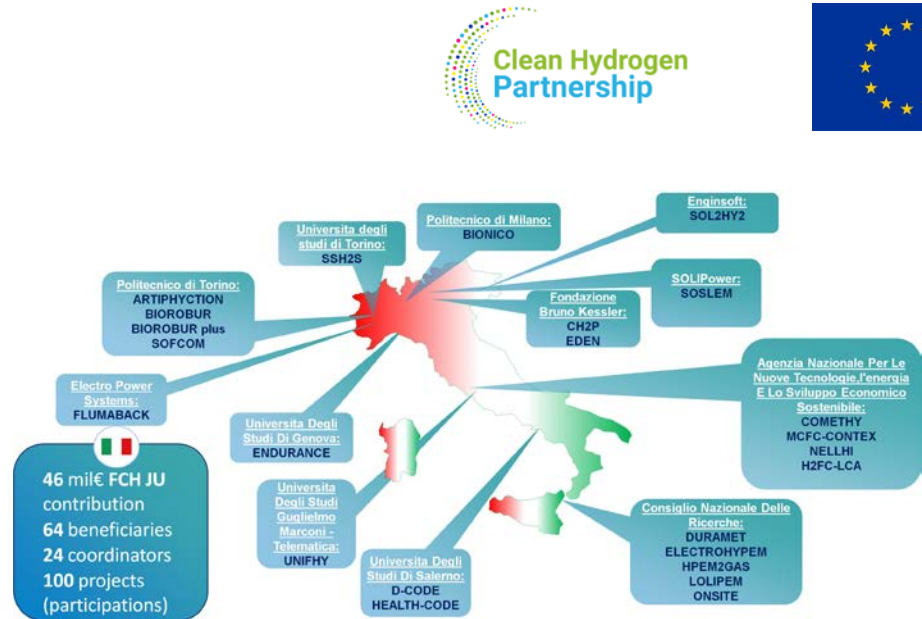 Clean Hydrogen
Partnership
Enginsoft:
SOL2HY2
Politecnico di Milano:
BIONICO
Universita degli
studi di Torino:
SSH2S
SOLIPower:
SOSLEM
Politecnico di Torino:
ARTIPHYCTION
BIOROBUR
BIOROBUR plus
SOFCOM
Fondazione
Bruno Kessler:
CH2P
EDEN
Agenzia Nazionale Per Le
Nuove Tecnologie,l'energia
E Lo Sviluppo Economico
Sostenibile:
COMETHY
MCFC-CONTEX
NELLHI
H2FC-LCA
Electro Power
Systems:
FLUMABACK
Universita Degli
Studi Di Genova:
ENDURANCE
46 mil€ FCH JU
contribution
64 beneficiaries
24 coordinators
100 projects
(participations)
Universita
Degli Studi
Guglielmo
Marconi -
Telematica:
UNIFHY
Universita Degli
Studi Di Salerno:
D-CODE
HEALTH-CODE
Consiglio Nazionale Delle
Ricerche:
DURAMET
ELECTROHYPEM
HPEM2GAS
LOLIPEM
ONSITE